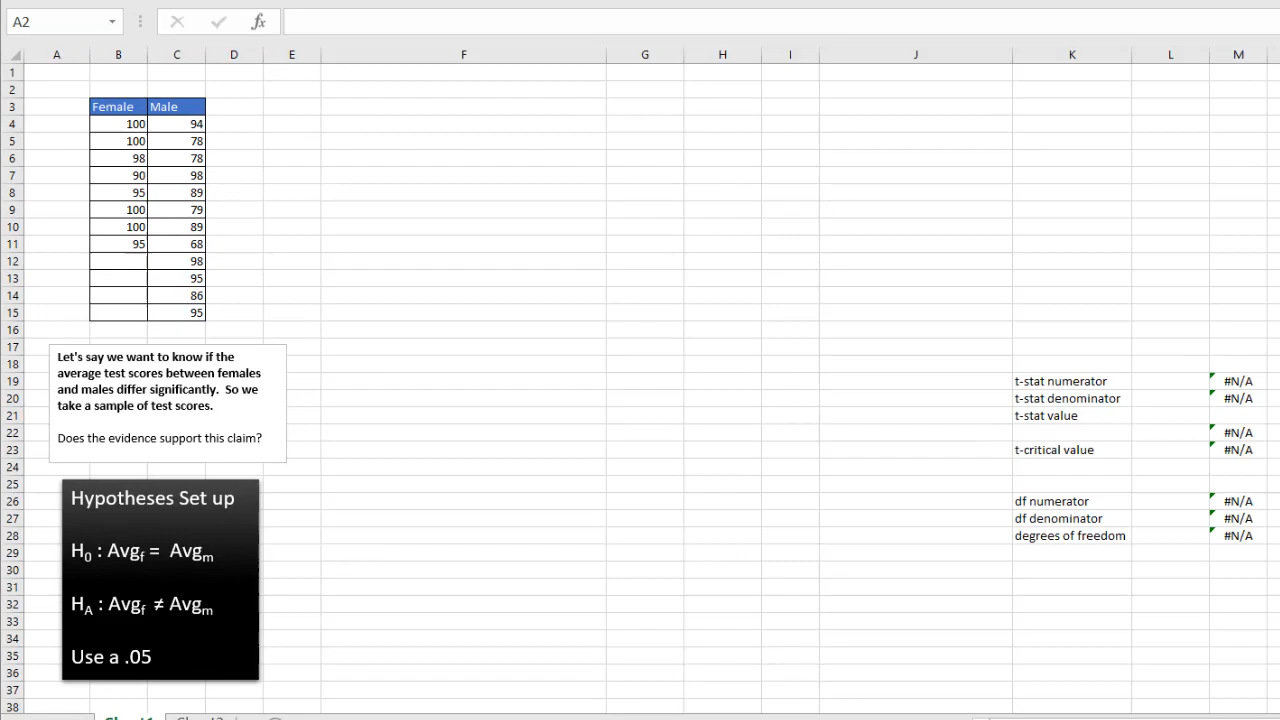 A2 fx
A B C D E F G H I J K L M
1
2
3 Female Male
4 100 94
5 100 78
6 98 78
7 90 98
8 95 89
9 100 79
10 100 89
11 95 68
12 98
13 95
14 86
15 95
16
17
18
19 t-stat numerator #N/A
20 t-stat denominator #N/A
21 t-stat value
22 #N/A
23 t-critical value #N/A
24
25
26 df numerator #N/A
27 df denominator #N/A
28 degrees of freedom #N/A
29
30
31
32
33
34
35
36
37
38
Let's say we want to know if the
average test scores between females
and males differ significantly. So we
take a sample of test scores.
Does the evidence support this claim?
Hypotheses Set up
H0 : Avgf = Avgm
HA : Avgf ≠ Avgm
Use a .05